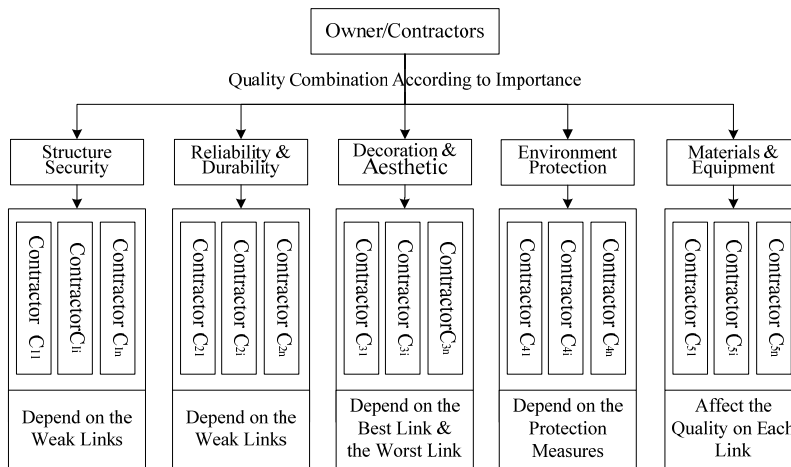 Owner/Contractors
Quality Combination According to Importance
Structure
Security
Reliability &
Durability
Decoration &
Aesthetic
Environment
Protection
Materials &
Equipment
Contractor C11
ContractorC1i
Contractor C1n
Contractor C21
Contractor C2i
Contractor C2n
Contractor C31
Contractor C3i
ContractorC3n
Contractor C41
Contractor C4i
Contractor C4n
Contractor C51
Contractor C5i
Contractor C5n
Depend on the
Weak Links
Depend on the
Weak Links
Depend on the
Best Link &
the Worst Link
Depend on the
Protection
Measures
Affect the
Quality on Each
Link